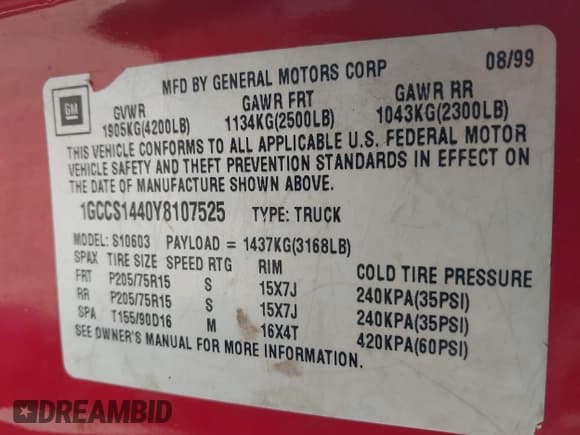 08/99
MFD BY GENERAL MOTORS CORP
GM
GVWR GAWR FRT GAWR RR
1905KG(4200LB) 1134KG(2500LB) 1043KG(2300LB)
THIS VEHICLE CONFORMS TO ALL APPLICABLE U.S. FEDERAL MOTOR
VEHICLE SAFETY AND THEFT PREVENTION STANDARDS IN EFFECT ON
THE DATE OF MANUFACTURE SHOWN ABOVE.
1GCCS1440Y8107525 TYPE: TRUCK
MODEL: S10603 PAYLOAD = 1437KG(3168LB)
SPAX TIRE SIZE SPEED RTG RIM COLD TIRE PRESSURE
FRT P205/75R15 S 15X7J 240KPA(35PSI)
RR P205/75R15 S 15X7J 240KPA(35PSI)
SPA T155/90D16 M 16X4T 420KPA(60PSI)
SEE OWNER'S MANUAL FOR MORE INFORMATION.
DREAMBID